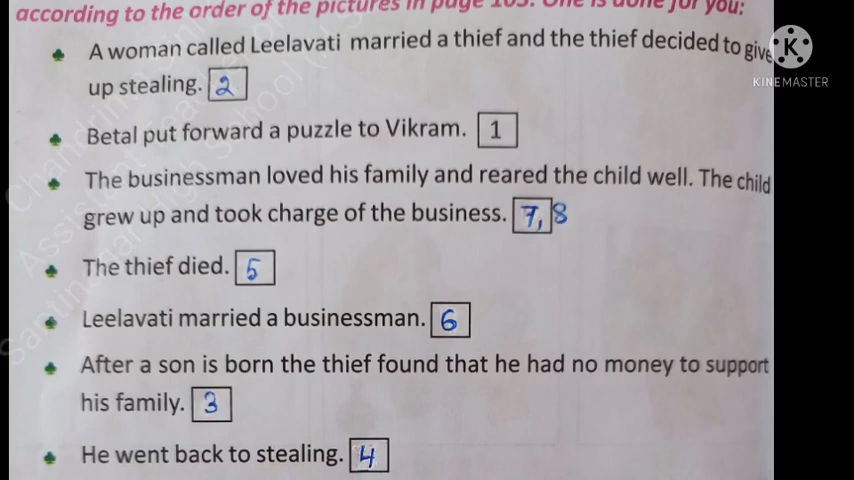 according to the order of the pictures in page 105. One is done for you:
♣ A woman called Leelavati married a thief and the thief decided to give
up stealing. 2
♣ Betal put forward a puzzle to Vikram. 1
♣ The businessman loved his family and reared the child well. The child
grew up and took charge of the business. 7, 8
♣ The thief died. 5
♣ Leelavati married a businessman. 6
♣ After a son is born the thief found that he had no money to support
his family. 3
♣ He went back to stealing. 4
K
KINEMASTER